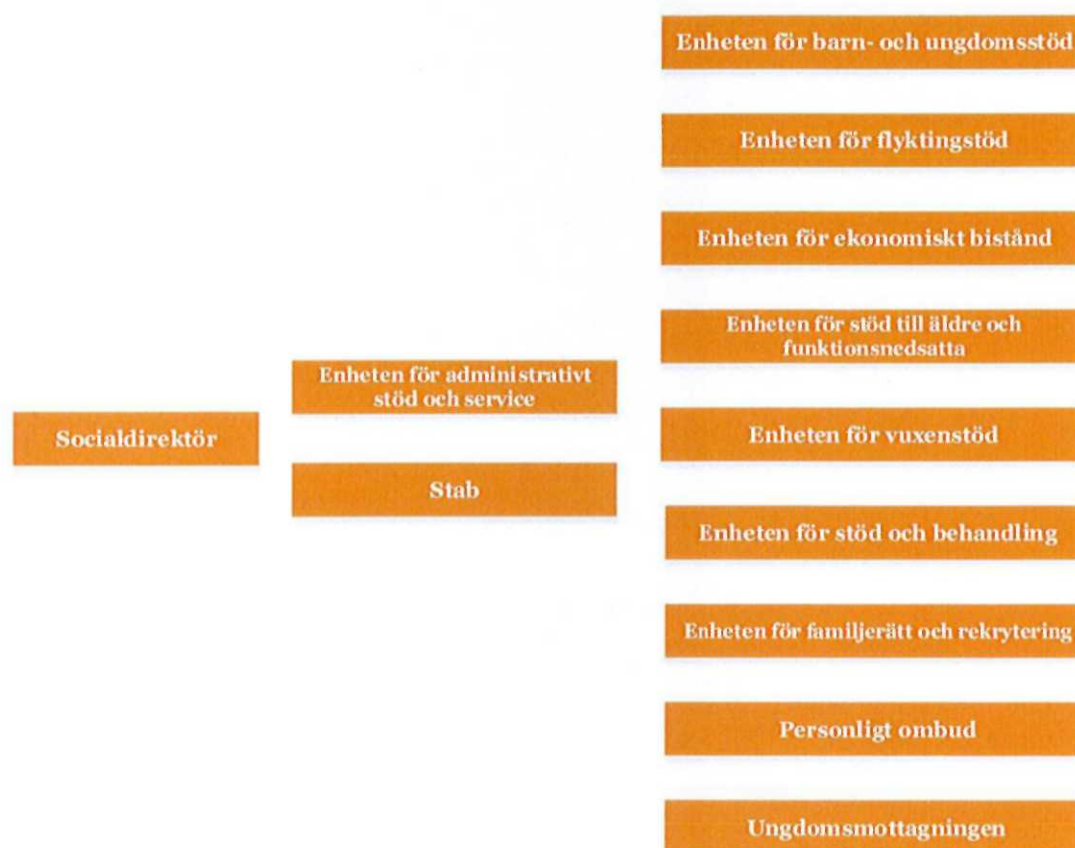 Enheten för barn- och ungdomsstöd
Enheten för flyktingstöd
Enheten för ekonomiskt bistånd
Enheten för stöd till äldre och
funktionsnedsatta
Enheten för administrativt
stöd och service
Socialdirektör
Enheten för vuxenstöd
Stab
Enheten för stöd och behandling
Enheten för familjerätt och rekrytering
Personligt ombud
Ungdomsmottagningen